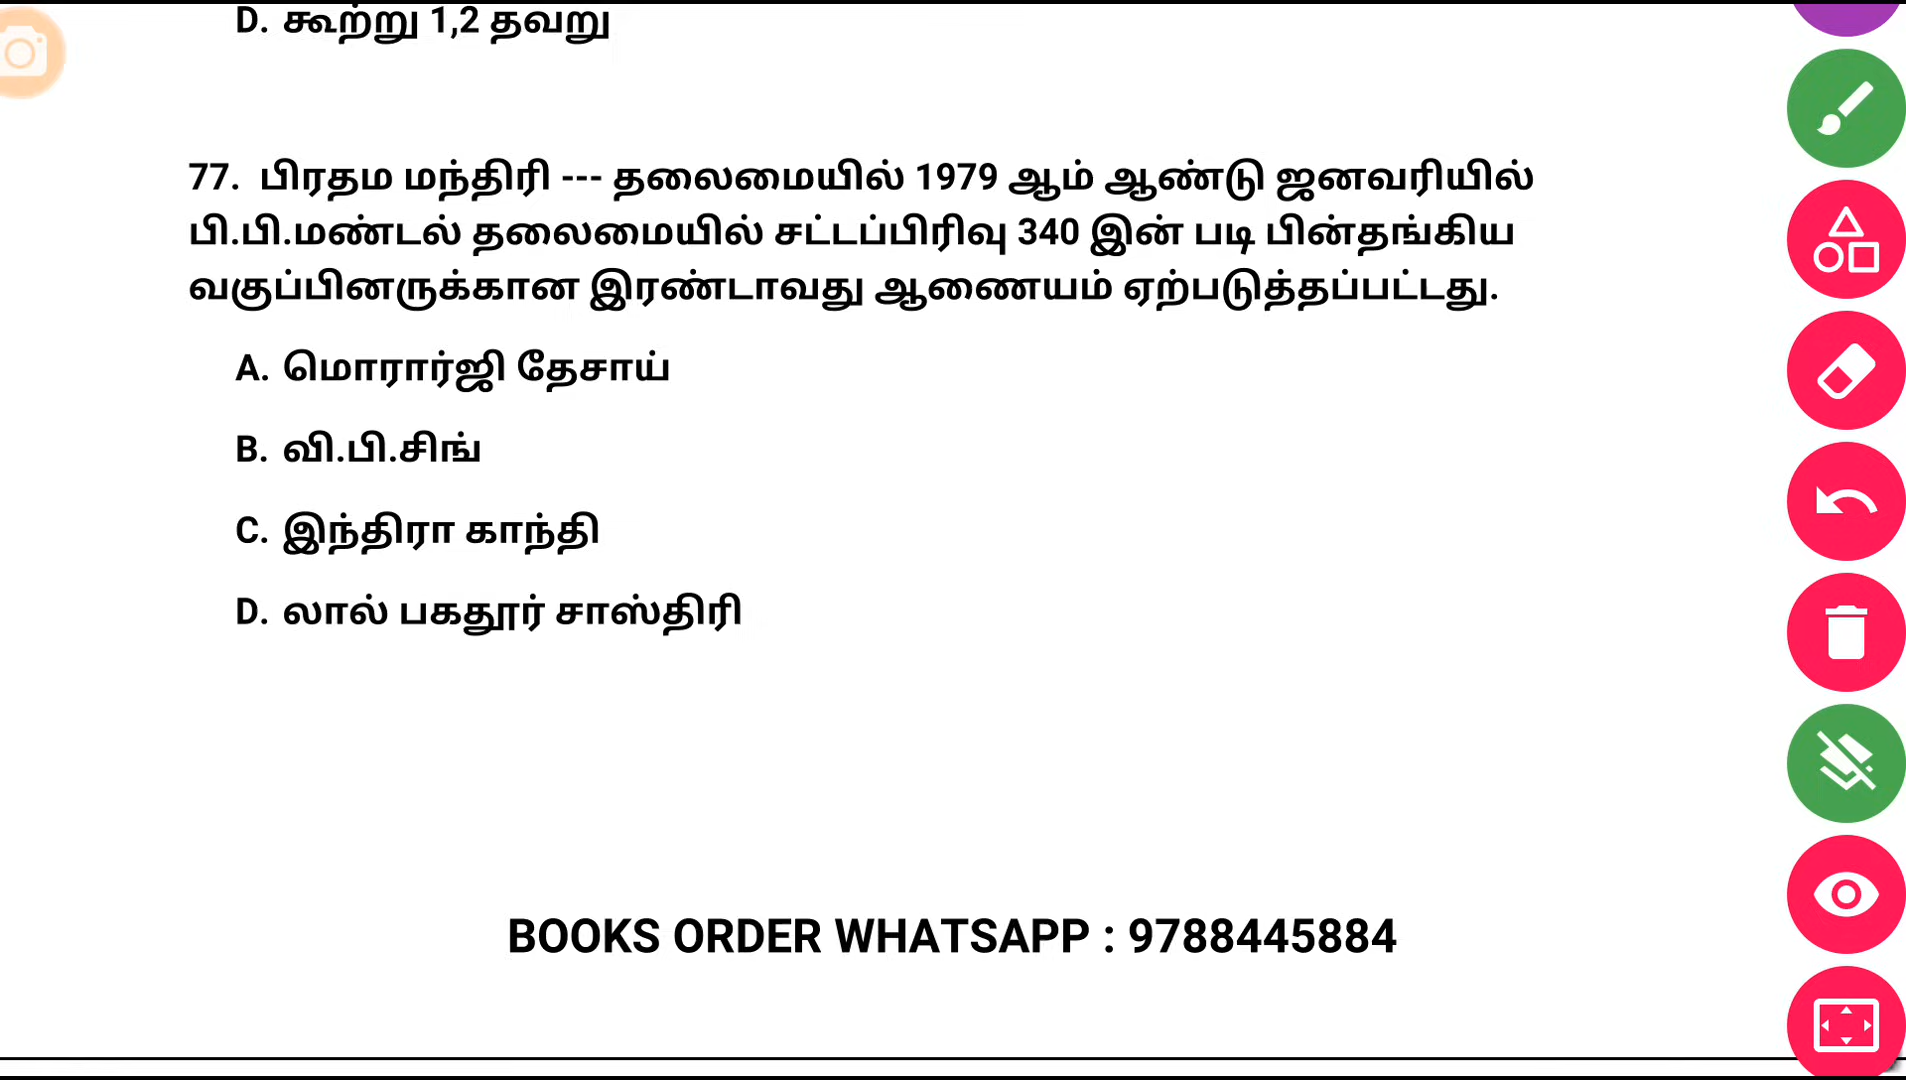 D. கூற்று 1,2 தவறு
77. பிரதம மந்திரி --- தலைமையில் 1979 ஆம் ஆண்டு ஜனவரியில்
பி.பி.மண்டல் தலைமையில் சட்டப்பிரிவு 340 இன் படி பின்தங்கிய
வகுப்பினருக்கான இரண்டாவது ஆணையம் ஏற்படுத்தப்பட்டது.
A. மொரார்ஜி தேசாய்
B. வி.பி.சிங்
C. இந்திரா காந்தி
D. லால் பகதூர் சாஸ்திரி
BOOKS ORDER WHATSAPP : 9788445884